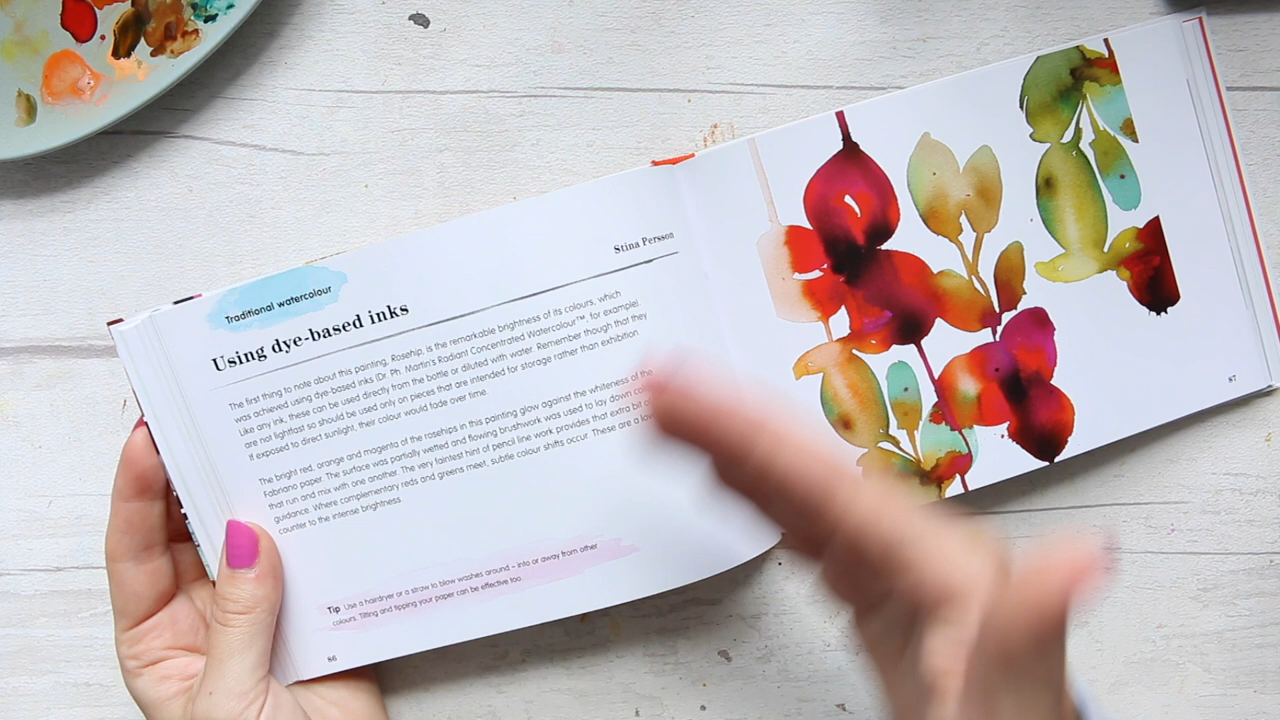 Traditional watercolour
Stina Persson
Using dye-based inks
The first thing to note about this painting, Rosehip, is the remarkable brightness of its colours, which
was achieved using dye-based inks (Dr. Ph. Martin's Radiant Concentrated Watercolour™, for example).
Like any ink, these can be used directly from the bottle or diluted with water. Remember though that they
are not lightfast so should be used only on pieces that are intended for storage rather than exhibition.
If exposed to direct sunlight, their colour would fade over time.
The bright red, orange and magenta of the rosehips in this painting glow against the whiteness of the
Fabriano paper. The surface was partially wetted and flowing brushwork was used to lay down
that run and mix with one another. The very faintest hint of pencil line work provides that extra bit
guidance. Where complementary reds and greens meet, subtle colour shifts occur. These are a
counter to the intense brightness.
Tip Use a hairdryer or a straw to blow washes around – into or away from other
colours. Tilting and tipping your paper can be effective too.
86
87